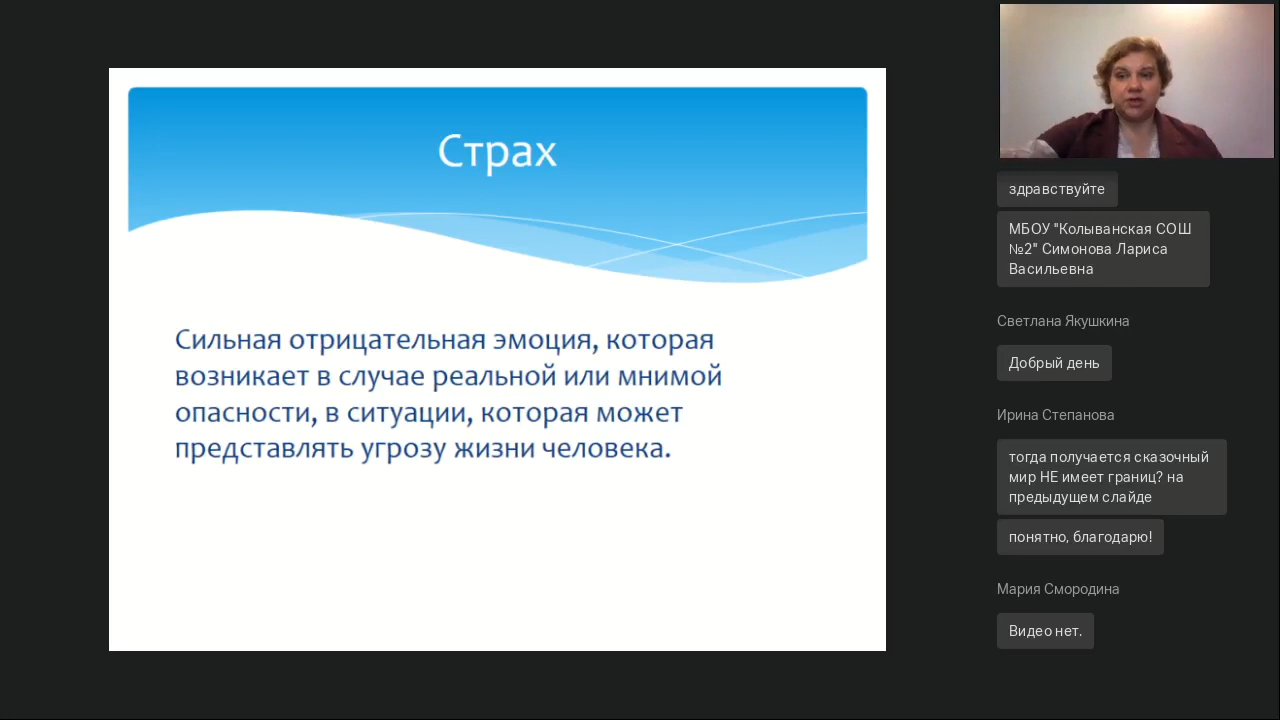 Страх
Сильная отрицательная эмоция, которая
возникает в случае реальной или мнимой
опасности, в ситуации, которая может
представлять угрозу жизни человека.
здравствуйте
МБОУ "Колыванская СОШ
№2" Симонова Лариса
Васильевна
Светлана Якушкина
Добрый день
Ирина Степанова
тогда получается сказочный
мир НЕ имеет границ? на
предыдущем слайде
понятно, благодарю!
Мария Смородина
Видео нет.